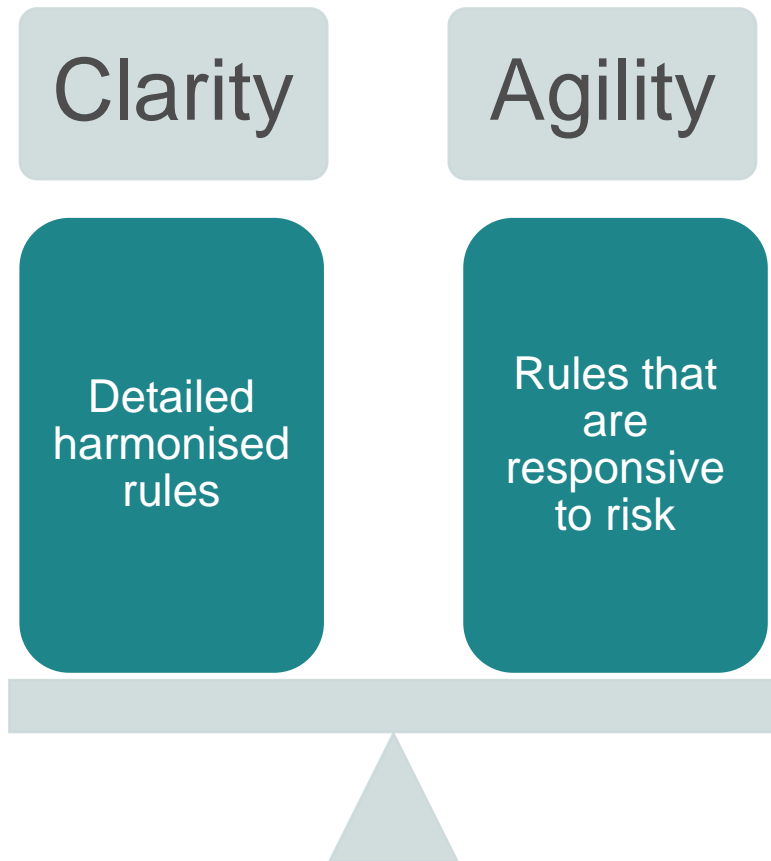 Clarity
Agility
Detailed
harmonised
rules
Rules that
are
responsive
to risk